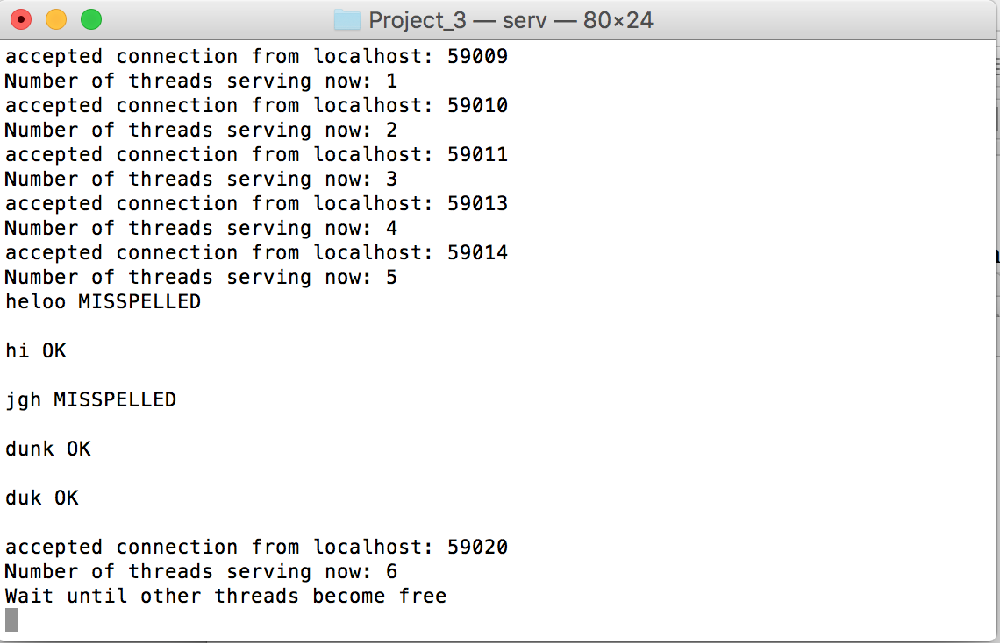 Project_3 — serv — 80×24
accepted connection from localhost: 59009
Number of threads serving now: 1
accepted connection from localhost: 59010
Number of threads serving now: 2
accepted connection from localhost: 59011
Number of threads serving now: 3
accepted connection from localhost: 59013
Number of threads serving now: 4
accepted connection from localhost: 59014
Number of threads serving now: 5
heloo MISSPELLED
hi OK
jgh MISSPELLED
dunk OK
duk OK
accepted connection from localhost: 59020
Number of threads serving now: 6
Wait until other threads become free